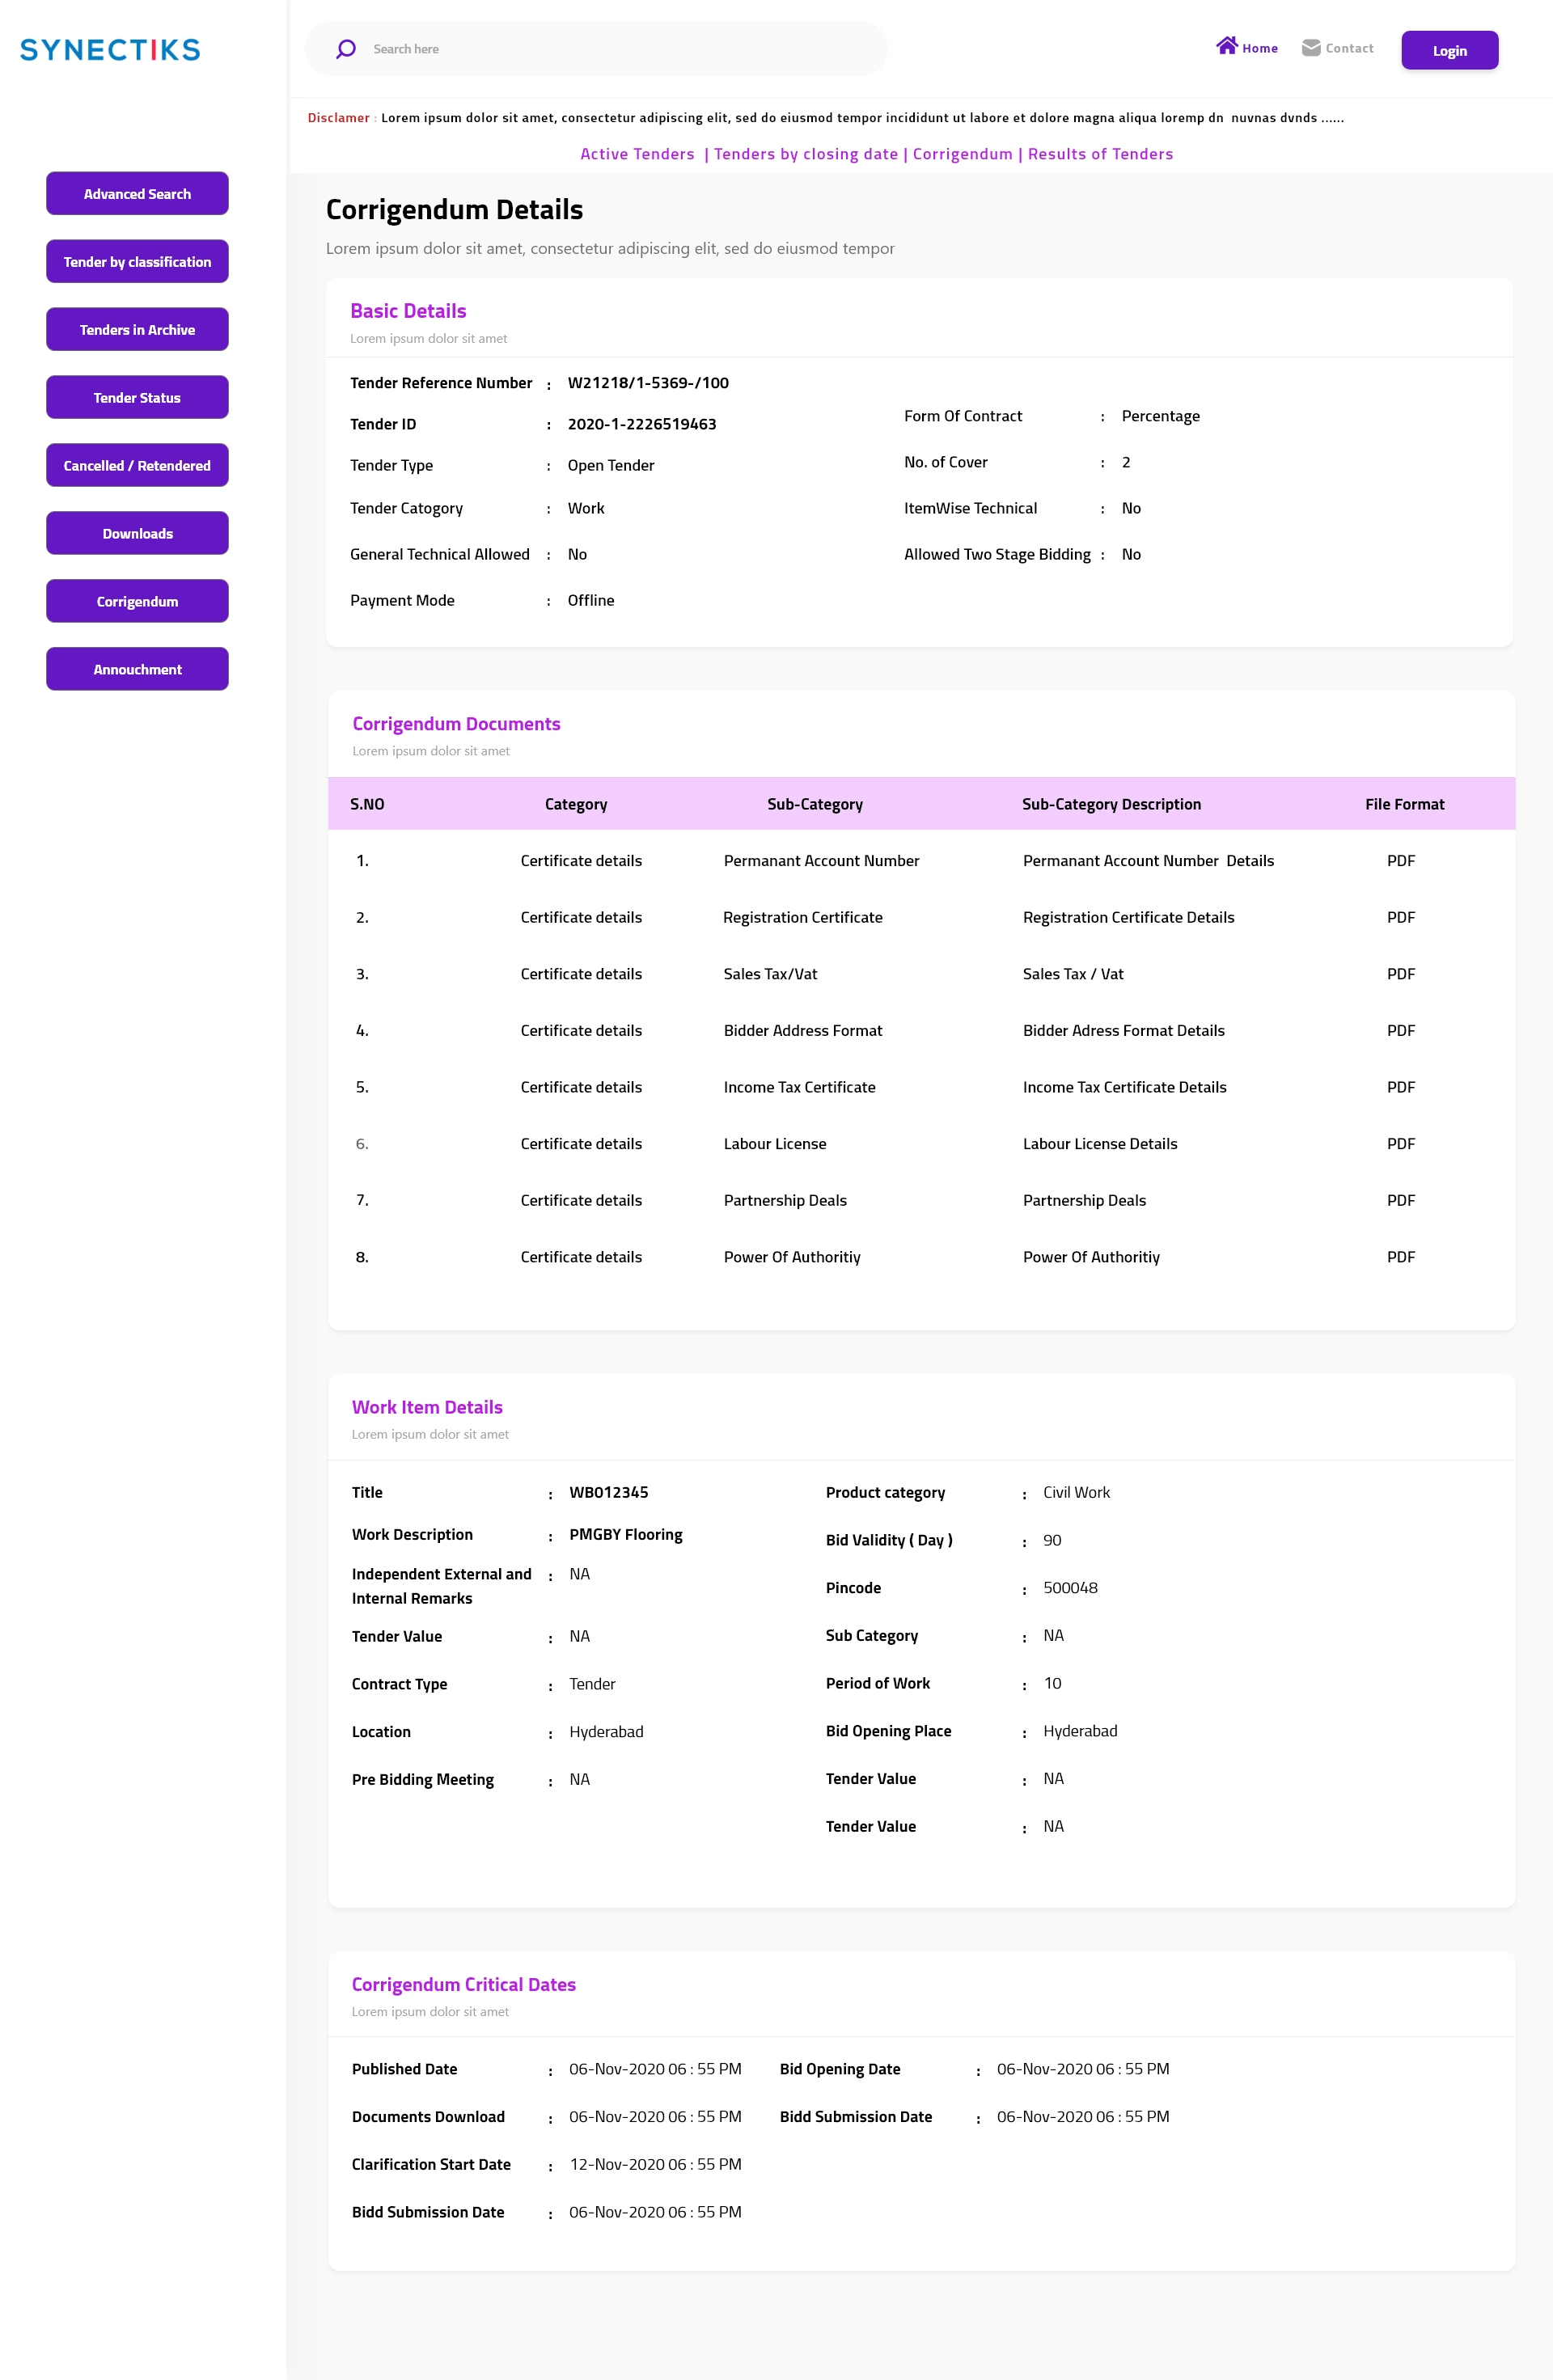 SYNECTIKS
Search here
Home
Contact
Login
Disclamer : Lorem ipsum dolor sit amet, consectetur adipiscing elit, sed do eiusmod tempor incididunt ut labore et dolore magna aliqua loremp dn nuvnas dvnds ......
Active Tenders | Tenders by closing date | Corrigendum | Results of Tenders
Advanced Search
Tender by classification
Tenders in Archive
Tender Status
Cancelled / Retendered
Downloads
Corrigendum
Annouchment
Corrigendum Details
Lorem ipsum dolor sit amet, consectetur adipiscing elit, sed do eiusmod tempor
Basic Details
Lorem ipsum dolor sit amet
Tender Reference Number : W21218/1-5369-/100
Tender ID : 2020-1-2226519463
Tender Type : Open Tender
Tender Catogory : Work
General Technical Allowed : No
Payment Mode : Offline
Form Of Contract : Percentage
No. of Cover : 2
ItemWise Technical : No
Allowed Two Stage Bidding : No
Corrigendum Documents
Lorem ipsum dolor sit amet
S.NO Category Sub-Category Sub-Category Description File Format
1. Certificate details Permanant Account Number Permanant Account Number Details PDF
2. Certificate details Registration Certificate Registration Certificate Details PDF
3. Certificate details Sales Tax/Vat Sales Tax / Vat PDF
4. Certificate details Bidder Address Format Bidder Adress Format Details PDF
5. Certificate details Income Tax Certificate Income Tax Certificate Details PDF
6. Certificate details Labour License Labour License Details PDF
7. Certificate details Partnership Deals Partnership Deals PDF
8. Certificate details Power Of Authoritiy Power Of Authoritiy PDF
Work Item Details
Lorem ipsum dolor sit amet
Title : WB012345
Work Description : PMGBY Flooring
Independent External and : NA
Internal Remarks
Tender Value : NA
Contract Type : Tender
Location : Hyderabad
Pre Bidding Meeting : NA
Product category : Civil Work
Bid Validity ( Day ) : 90
Pincode : 500048
Sub Category : NA
Period of Work : 10
Bid Opening Place : Hyderabad
Tender Value : NA
Tender Value : NA
Corrigendum Critical Dates
Lorem ipsum dolor sit amet
Published Date : 06-Nov-2020 06 : 55 PM
Documents Download : 06-Nov-2020 06 : 55 PM
Clarification Start Date : 12-Nov-2020 06 : 55 PM
Bidd Submission Date : 06-Nov-2020 06 : 55 PM
Bid Opening Date : 06-Nov-2020 06 : 55 PM
Bidd Submission Date : 06-Nov-2020 06 : 55 PM